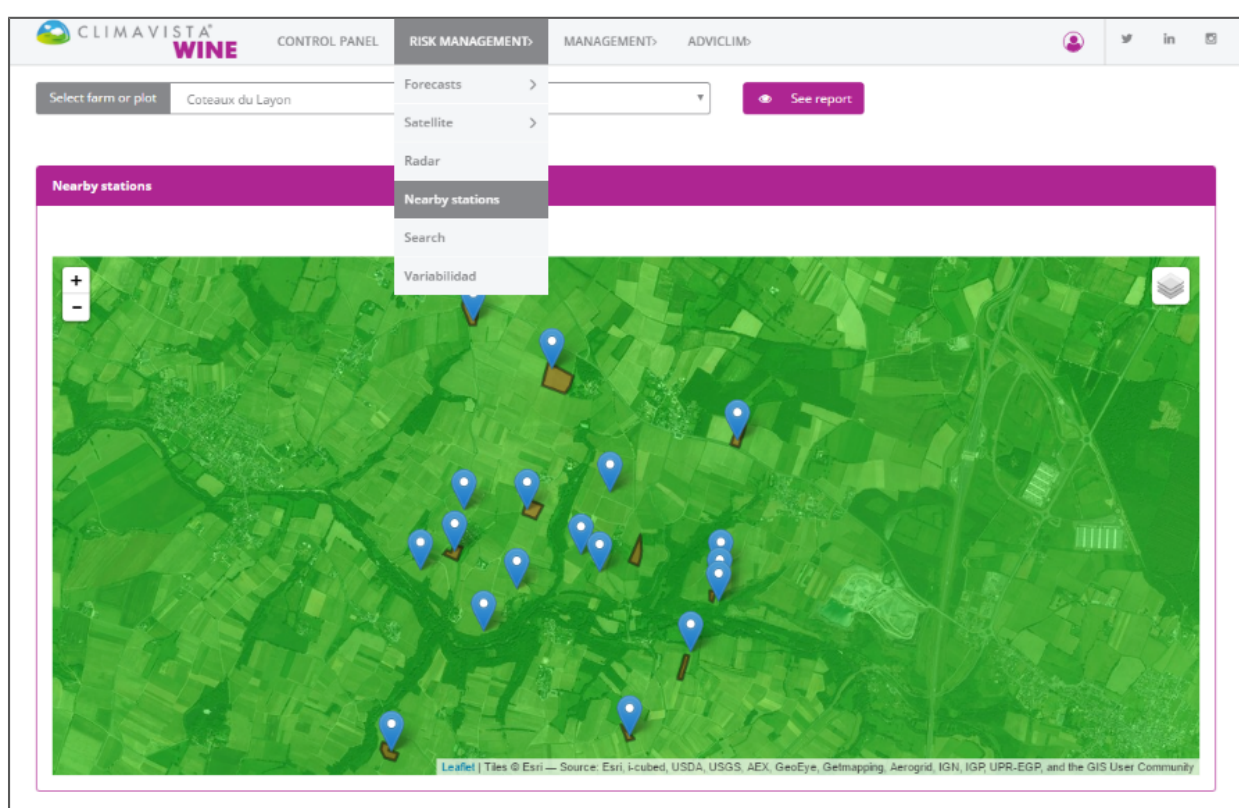 CLIMAVISTA®
WINE
CONTROL PANEL
RISK MANAGEMENT>
MANAGEMENT>
ADVICLIM>
in
Select farm or plot
Coteaux du Layon
See report
Forecasts >
Satellite >
Radar
Nearby stations
Search
Variabilidad
Nearby stations
+
−
Leaflet | Tiles © Esri — Source: Esri, i-cubed, USDA, USGS, AEX, GeoEye, Getmapping, Aerogrid, IGN, IGP, UPR-EGP, and the GIS User Community